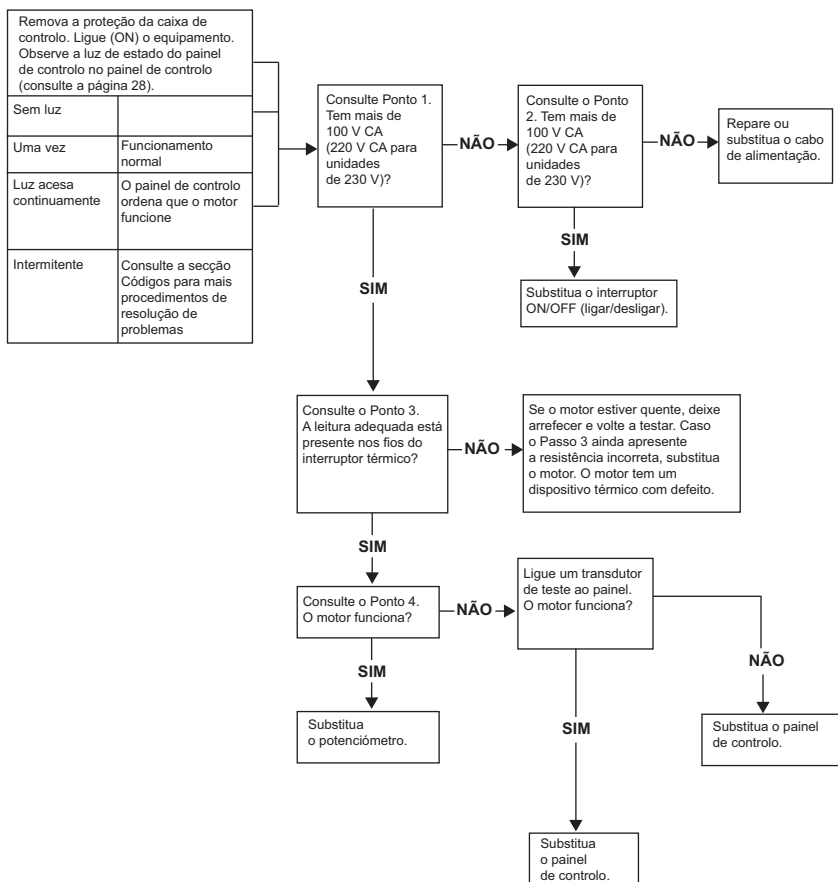 Remova a proteção da caixa de
controlo. Ligue (ON) o equipamento.
Observe a luz de estado do painel
de controlo no painel de controlo
(consulte a página 28).
Sem luz
Uma vez
Funcionamento
normal
Luz acesa
continuamente
O painel de controlo
ordena que o motor
funcione
Intermitente
Consulte a secção
Códigos para mais
procedimentos de
resolução de
problemas
Consulte Ponto 1.
Tem mais de
100 V CA
(220 V CA para
unidades
de 230 V)?
NÃO
Consulte o Ponto
2. Tem mais de
100 V CA
(220 V CA para
unidades
de 230 V)?
NÃO
Repare ou
substitua o cabo
de alimentação.
SIM
SIM
Substitua o interruptor
ON/OFF (ligar/desligar).
Consulte o Ponto 3.
A leitura adequada está
presente nos fios do
interruptor térmico?
NÃO
Se o motor estiver quente, deixe
arrefecer e volte a testar. Caso
o Passo 3 ainda apresente
a resistência incorreta, substitua
o motor. O motor tem um
dispositivo térmico com defeito.
SIM
Consulte o Ponto 4.
O motor funciona?
NÃO
Ligue um transdutor
de teste ao painel.
O motor funciona?
SIM
NÃO
Substitua
o potenciómetro.
SIM
Substitua o painel
de controlo.
Substitua
o painel
de controlo.